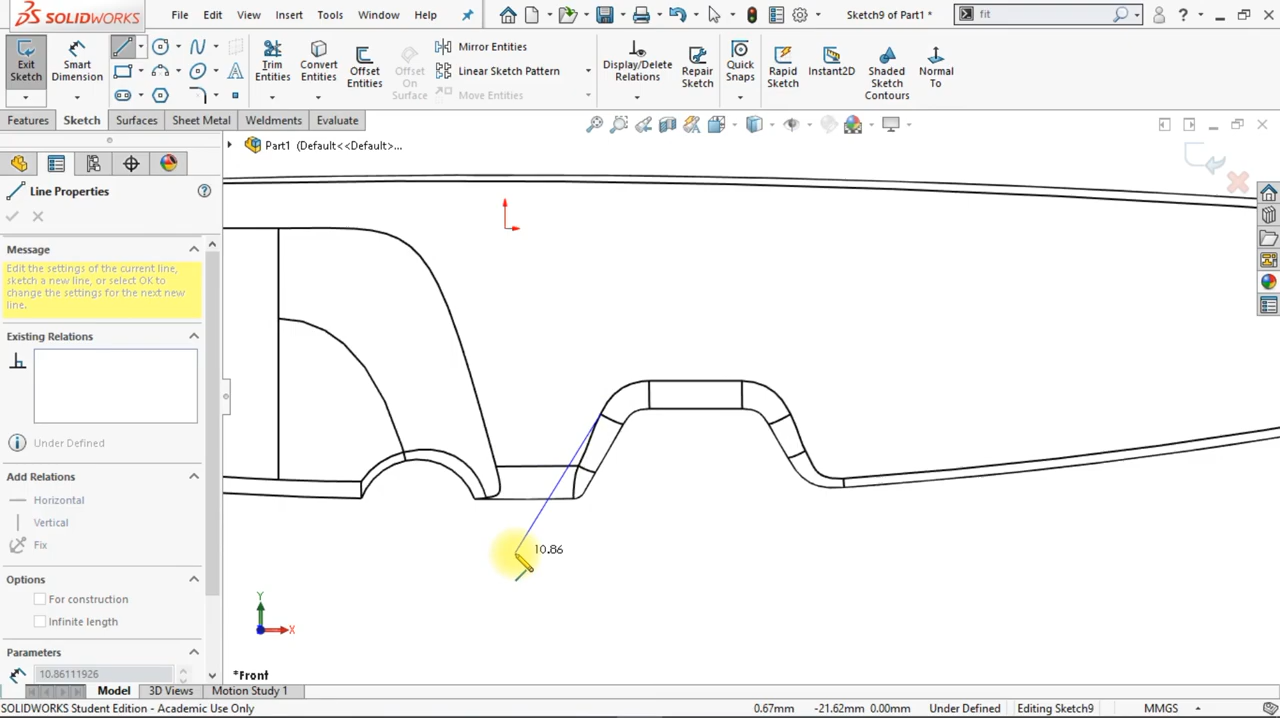 SOLIDWORKS File Edit View Insert Tools Window Help Sketch9 of Part1 * fit ?
Exit Sketch Smart Dimension Trim Entities Convert Entities Offset Entities Offset On Surface Mirror Entities Linear Sketch Pattern Move Entities Display/Delete Relations Repair Sketch Quick Snaps Rapid Sketch Instant2D Shaded Sketch Contours Normal To
Features Sketch Surfaces Sheet Metal Weldments Evaluate
Part1 (Default<<Default>...
Line Properties
Message
Edit the settings of the current line,
sketch a new line, or select OK to
change the settings for the next new
line.
Existing Relations
Under Defined
Add Relations
Horizontal
Vertical
Fix
10.86
Options
For construction
Infinite length
Y
X
Parameters
10.86111926
*Front
Model 3D Views Motion Study 1
SOLIDWORKS Student Edition - Academic Use Only 0.67mm -21.62mm 0.00mm Under Defined Editing Sketch9 MMGS